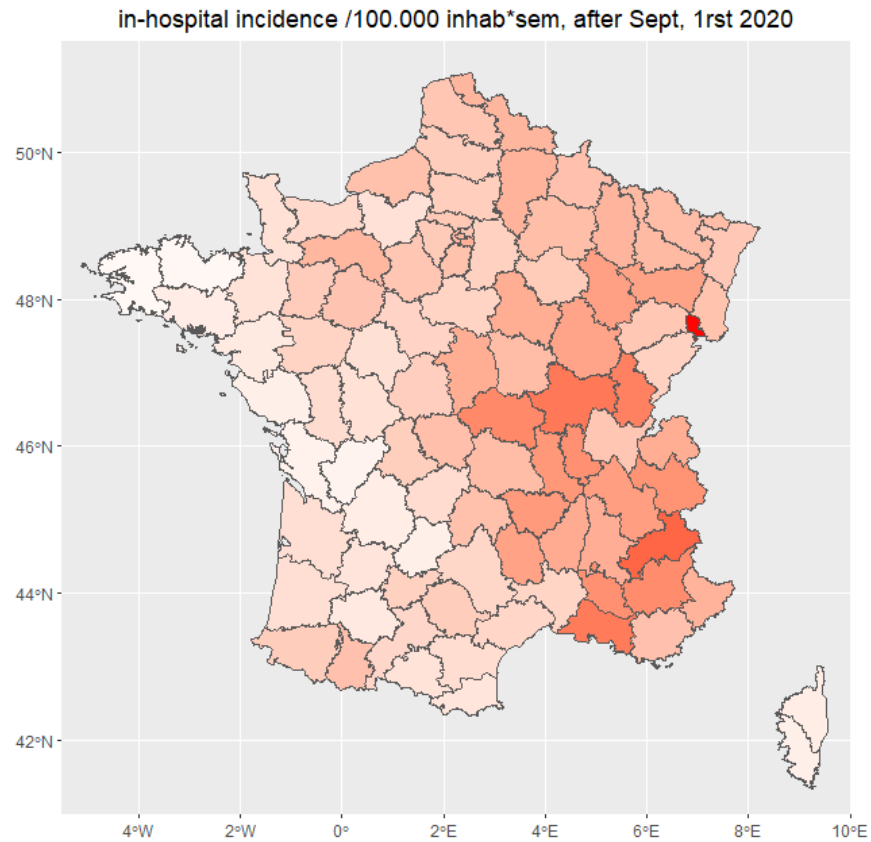 in-hospital incidence /100.000 inhab*sem, after Sept, 1rst 2020
50°N
48°N
46°N
44°N
42°N
4°W 2°W 0° 2°E 4°E 6°E 8°E 10°E